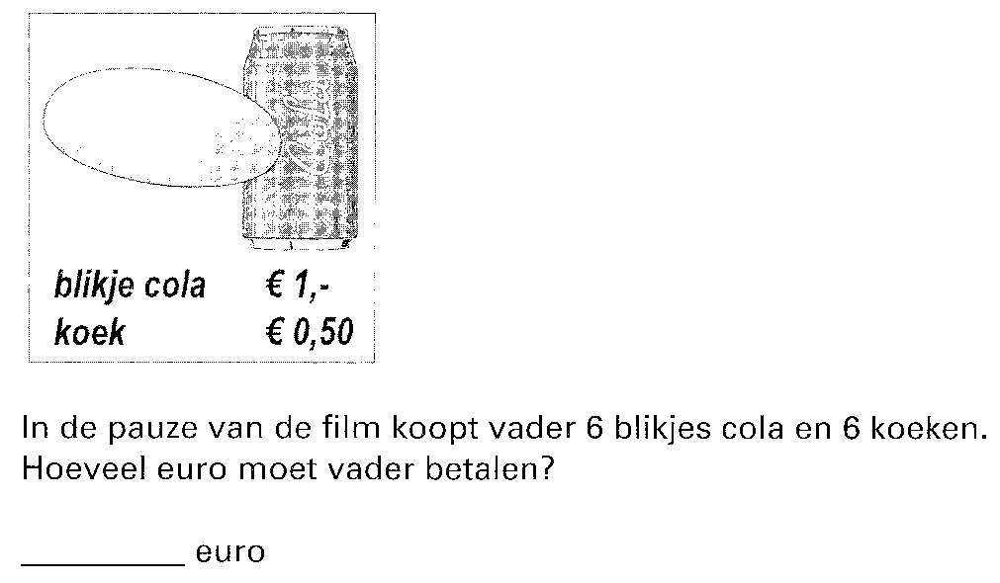 blikje cola € 1,-
koek € 0,50
In de pauze van de film koopt vader 6 blikjes cola en 6 koeken.
Hoeveel euro moet vader betalen?
__________ euro